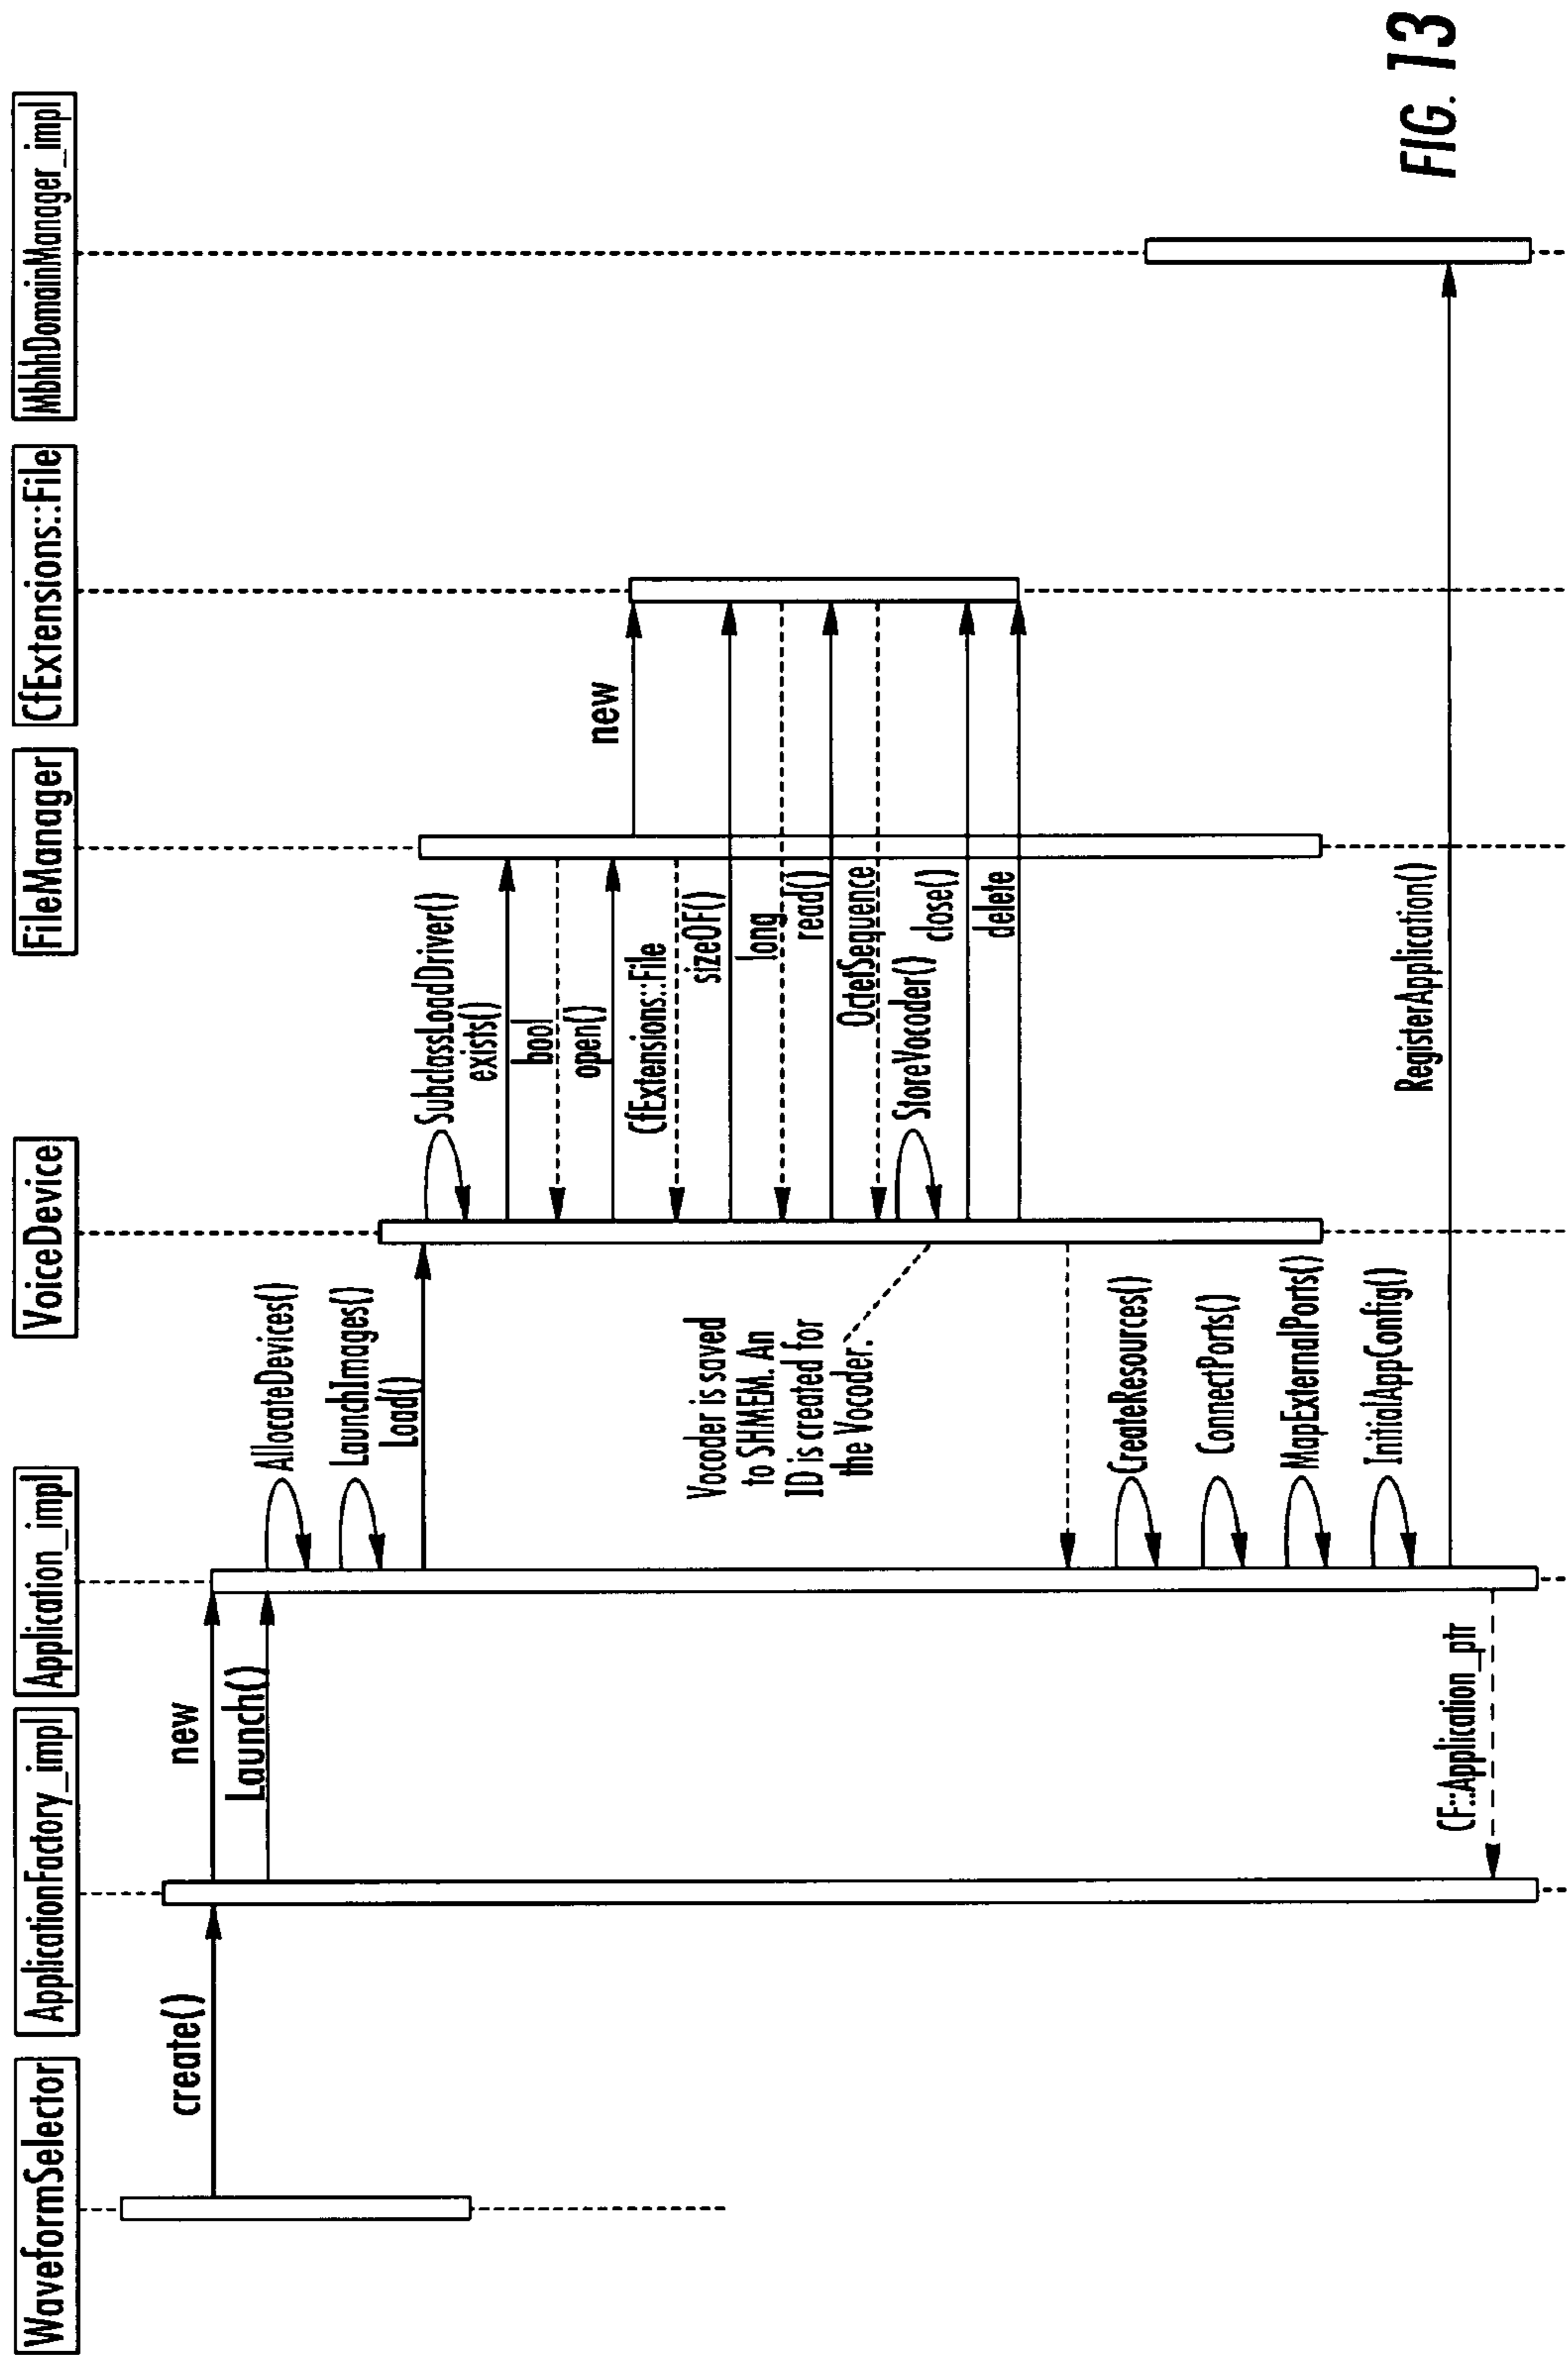 WaveformSelector
ApplicationFactory_impl
Application_impl
VoiceDevice
FileManager
CfExtensions::File
MbhhDomainManager_impl
create()
new
Launch()
AllocateDevices()
LaunchImages()
Load()
SubclassLoadDriver()
exists()
bool
open()
new
CfExtensions::File
sizeOF()
long
read()
OctetSequence
StoreVocoder()
close()
delete
Vocoder is saved
to SHMEM. An
ID is created for
the Vocoder.
CreateResources()
ConnectPorts()
MapExternalPorts()
InitialAppConfig()
RegisterApplication()
CF::Application_ptr
FIG. 13